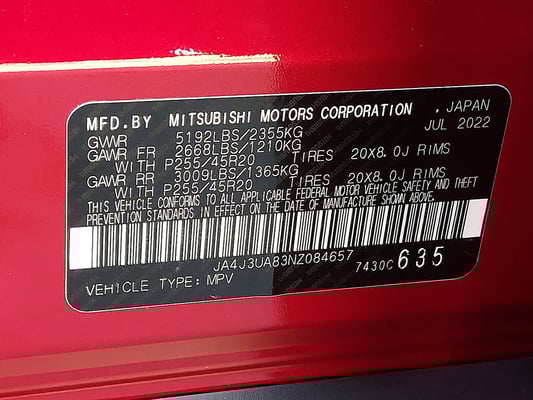 MFD.BY MITSUBISHI MOTORS CORPORATION , JAPAN
GVWR 5192LBS/2355KG JUL 2022
GAWR FR 2668LBS/1210KG
WITH P255/45R20 TIRES 20X8.0J RIMS
GAWR RR 3009LBS/1365KG
WITH P255/45R20 TIRES 20X8.0J RIMS
THIS VEHICLE CONFORMS TO ALL APPLICABLE FEDERAL MOTOR VEHICLE SAFETY AND THEFT
PREVENTION STANDARDS IN EFFECT ON THE DATE OF MANUFACTURE SHOWN ABOVE.
JA4J3UA83NZ084657 7430C 635
VEHICLE TYPE: MPV